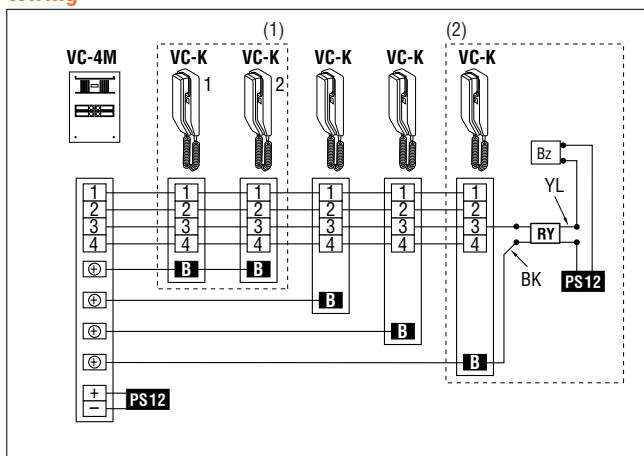 Wiring
(1) (2)
VC-4M VC-K VC-K VC-K VC-K VC-K
1 2
Bz
YL
1 1 1 1 1 1
2 2 2 2 2 2
3 3 3 3 3 3 RY
4 4 4 4 4 4
+ B B
BK PS12
+ B
+ B
+ B
+ PS12
−